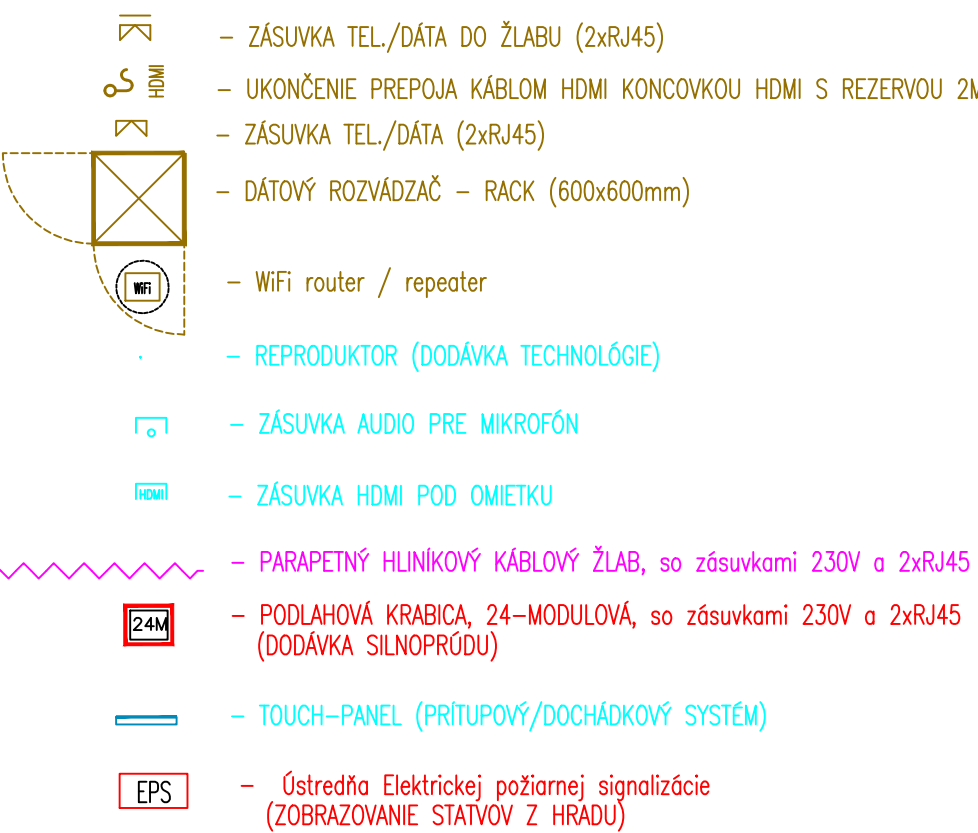 – ZÁSUVKA TEL./DÁTA DO ŽLABU (2xRJ45)
HDMI – UKONČENIE PREPOJA KÁBLOM HDMI KONCOVKOU HDMI S REZERVOU 2M
– ZÁSUVKA TEL./DÁTA (2xRJ45)
– DÁTOVÝ ROZVÁDZAČ – RACK (600x600mm)
WiFi – WiFi router / repeater
– REPRODUKTOR (DODÁVKA TECHNOLÓGIE)
– ZÁSUVKA AUDIO PRE MIKROFÓN
HDMI – ZÁSUVKA HDMI POD OMIETKU
– PARAPETNÝ HLINÍKOVÝ KÁBLOVÝ ŽLAB, so zásuvkami 230V a 2xRJ45
24M – PODLAHOVÁ KRABICA, 24–MODULOVÁ, so zásuvkami 230V a 2xRJ45
(DODÁVKA SILNOPRÚDU)
– TOUCH–PANEL (PRÍTUPOVÝ/DOCHÁDKOVÝ SYSTÉM)
EPS – Ústredňa Elektrickej požiarnej signalizácie
(ZOBRAZOVANIE STATVOV Z HRADU)